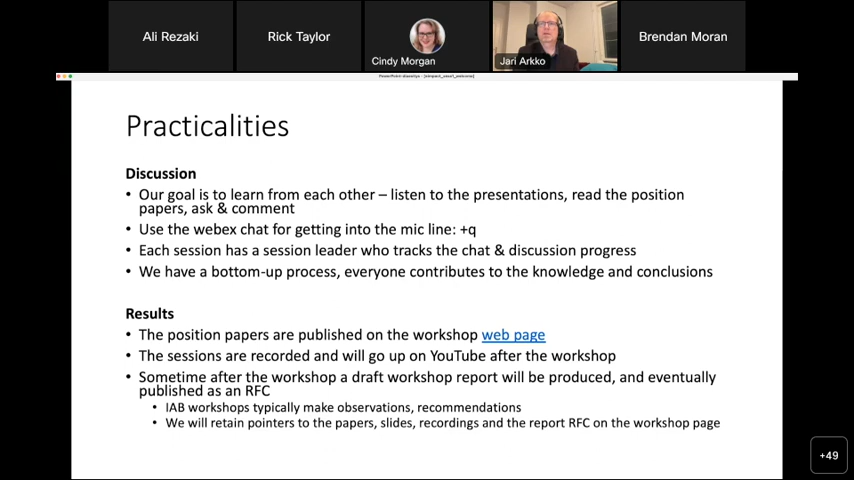 Ali Rezaki
Rick Taylor
Cindy Morgan
Jari Arkko
Brendan Moran
Practicalities
Discussion
• Our goal is to learn from each other – listen to the presentations, read the position
papers, ask & comment
• Use the webex chat for getting into the mic line: +q
• Each session has a session leader who tracks the chat & discussion progress
• We have a bottom-up process, everyone contributes to the knowledge and conclusions
Results
• The position papers are published on the workshop web page
• The sessions are recorded and will go up on YouTube after the workshop
• Sometime after the workshop a draft workshop report will be produced, and eventually
published as an RFC
• IAB workshops typically make observations, recommendations
• We will retain pointers to the papers, slides, recordings and the report RFC on the workshop page
+49